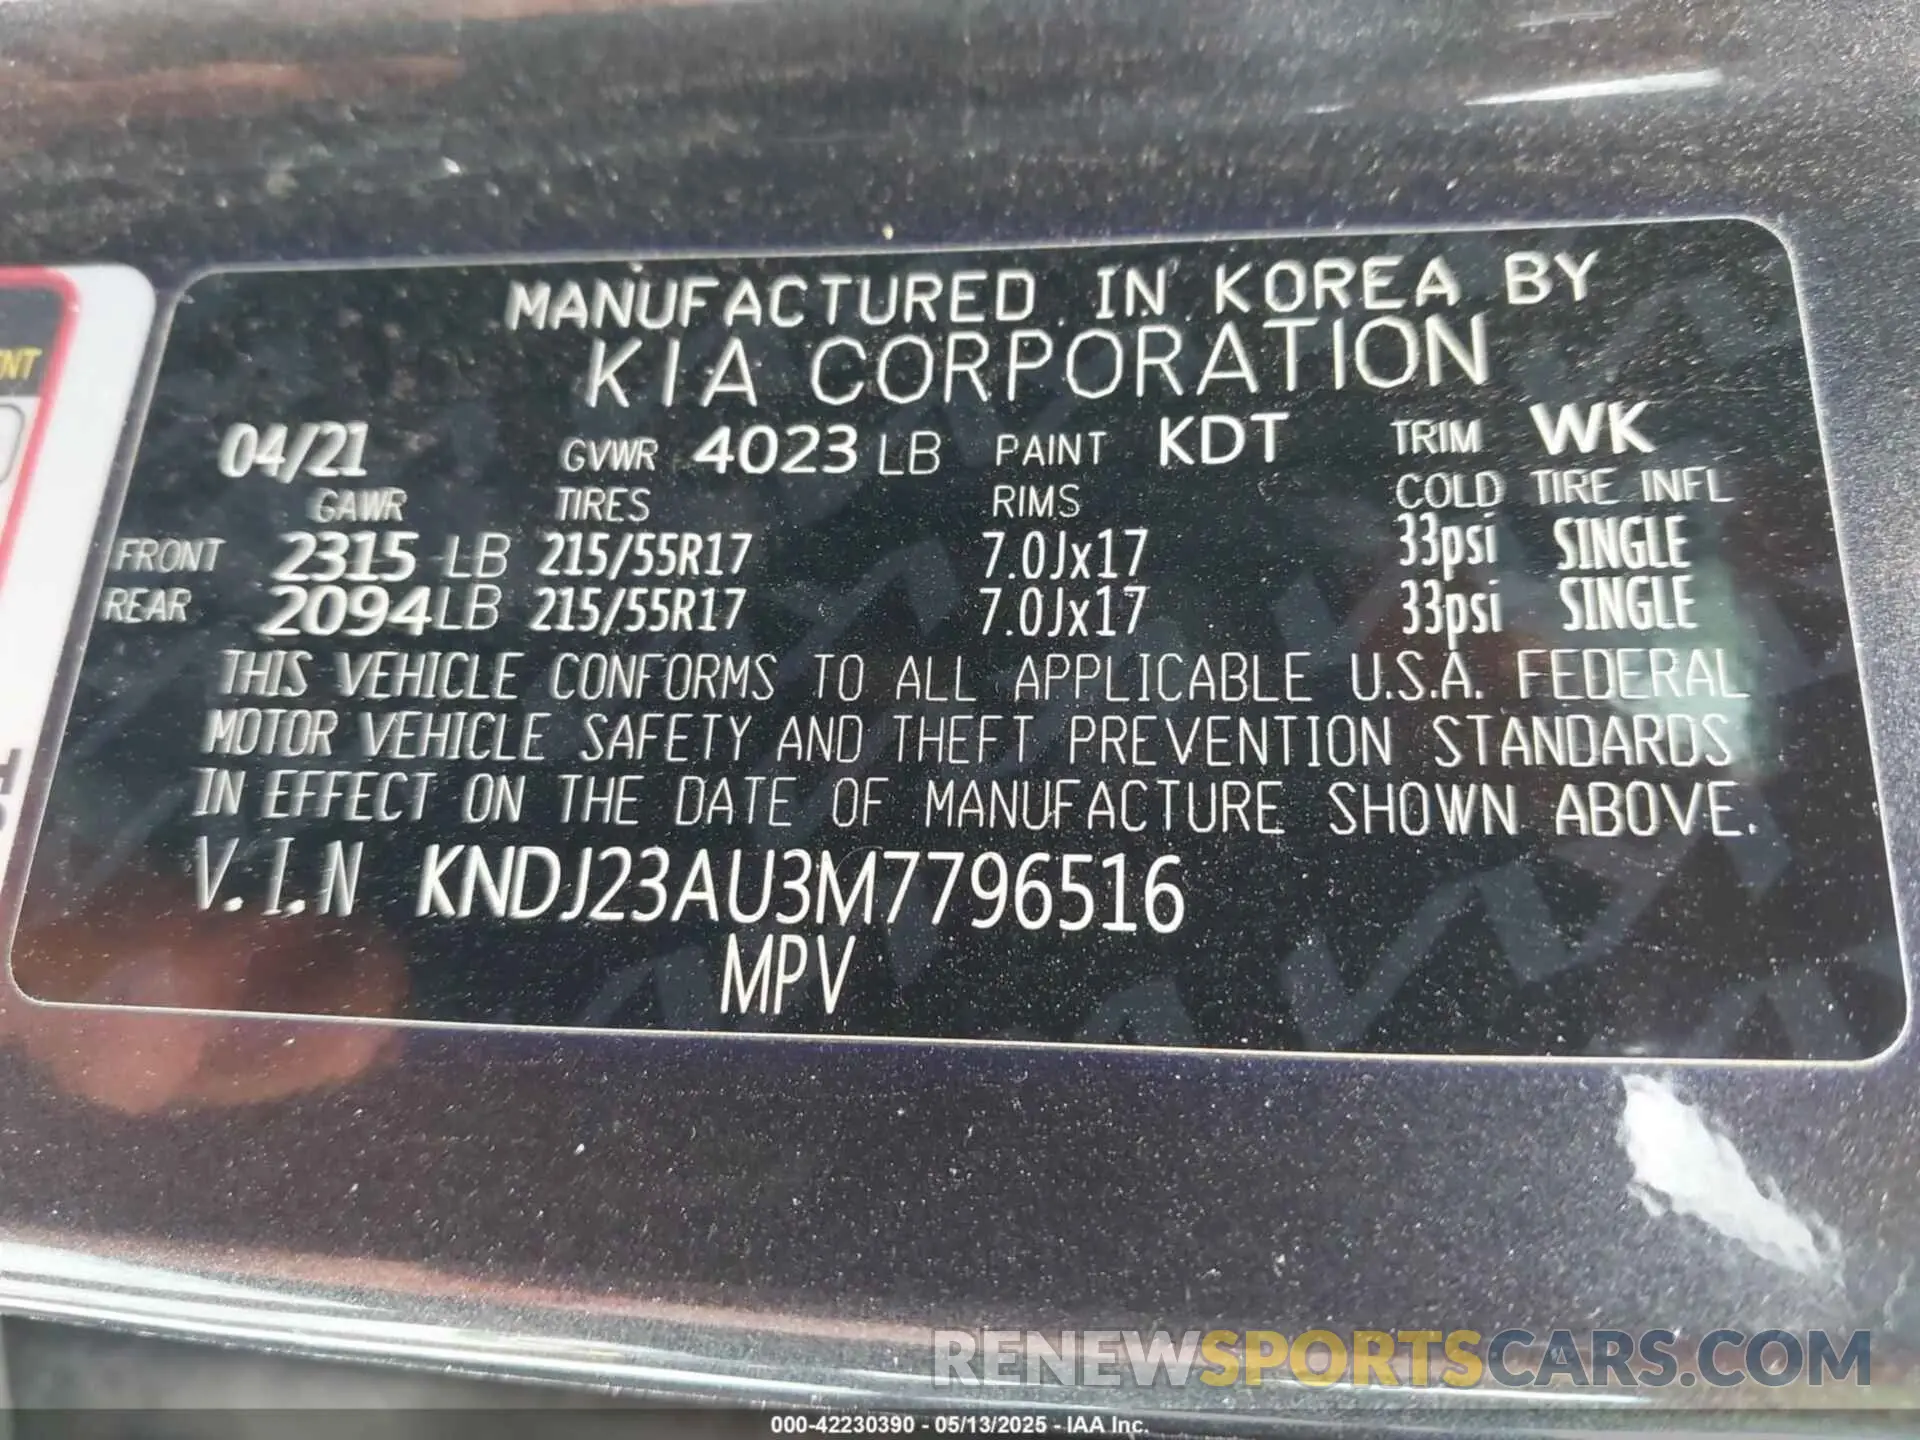 MANUFACTURED IN KOREA BY
KIA CORPORATION
04/21 GVWR 4023 LB PAINT KDT TRIM WK
GAWR TIRES RIMS COLD TIRE INFL
FRONT 2315 LB 215/55R17 7.0Jx17 33psi SINGLE
REAR 2094 LB 215/55R17 7.0Jx17 33psi SINGLE
THIS VEHICLE CONFORMS TO ALL APPLICABLE U.S.A. FEDERAL
MOTOR VEHICLE SAFETY AND THEFT PREVENTION STANDARDS
IN EFFECT ON THE DATE OF MANUFACTURE SHOWN ABOVE.
V.I.N KNDJ23AU3M7796516
MPV
RENEWSPORTSCARS.COM
000-42230390 - 05/13/2025 - IAA Inc.